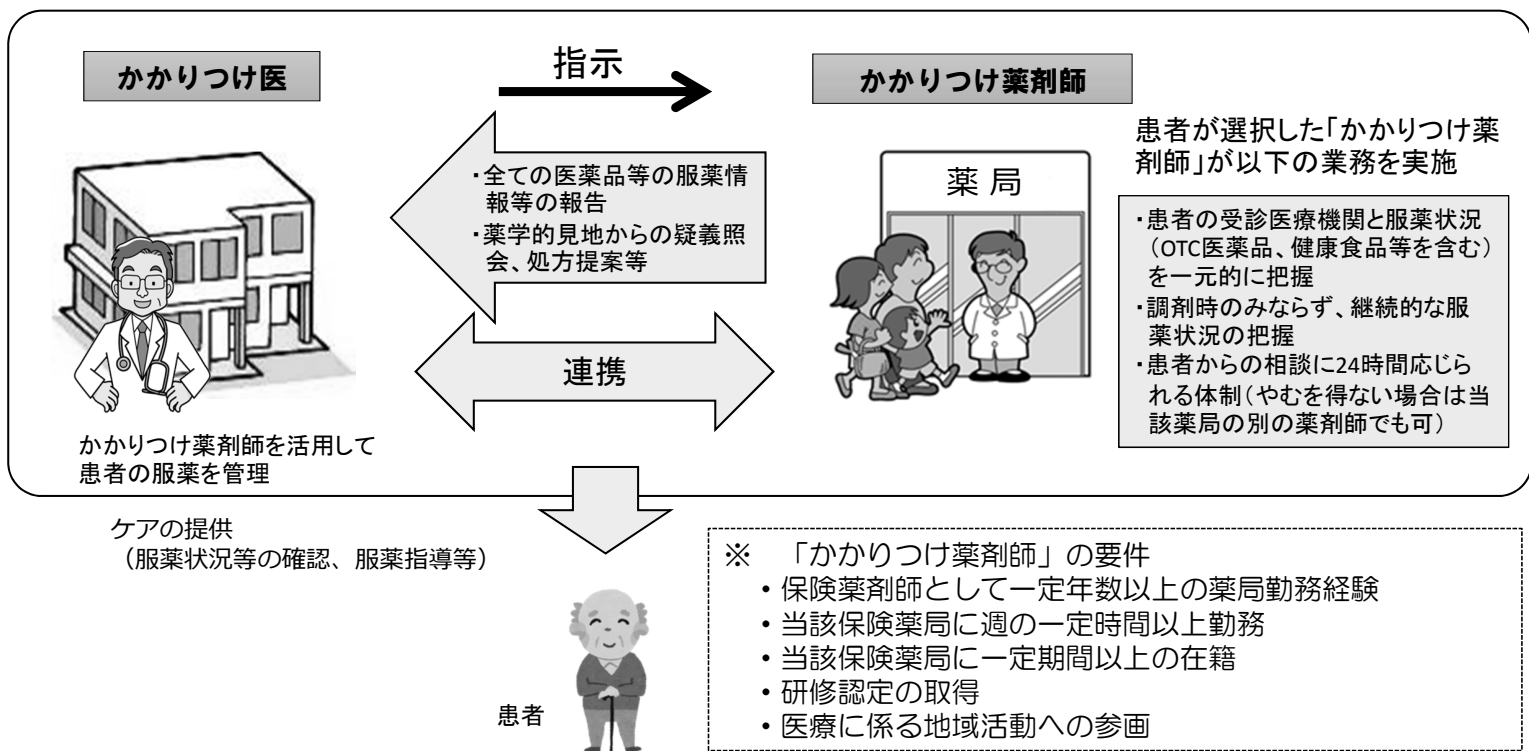 かかりつけ医
指示
かかりつけ薬剤師
・全ての医薬品等の服薬情
報等の報告
・薬学的見地からの疑義照
会、処方提案等
連携
かかりつけ薬剤師を活用して
患者の服薬を管理
薬局
患者が選択した「かかりつけ薬
剤師」が以下の業務を実施
・患者の受診医療機関と服薬状況
（OTC医薬品、健康食品等を含む）
を一元的に把握
・調剤時のみならず、継続的な服
薬状況の把握
・患者からの相談に24時間応じら
れる体制（やむを得ない場合は当
該薬局の別の薬剤師でも可）
ケアの提供
（服薬状況等の確認、服薬指導等）
患者
※　「かかりつけ薬剤師」の要件
・保険薬剤師として一定年数以上の薬局勤務経験
・当該保険薬局に週の一定時間以上勤務
・当該保険薬局に一定期間以上の在籍
・研修認定の取得
・医療に係る地域活動への参画